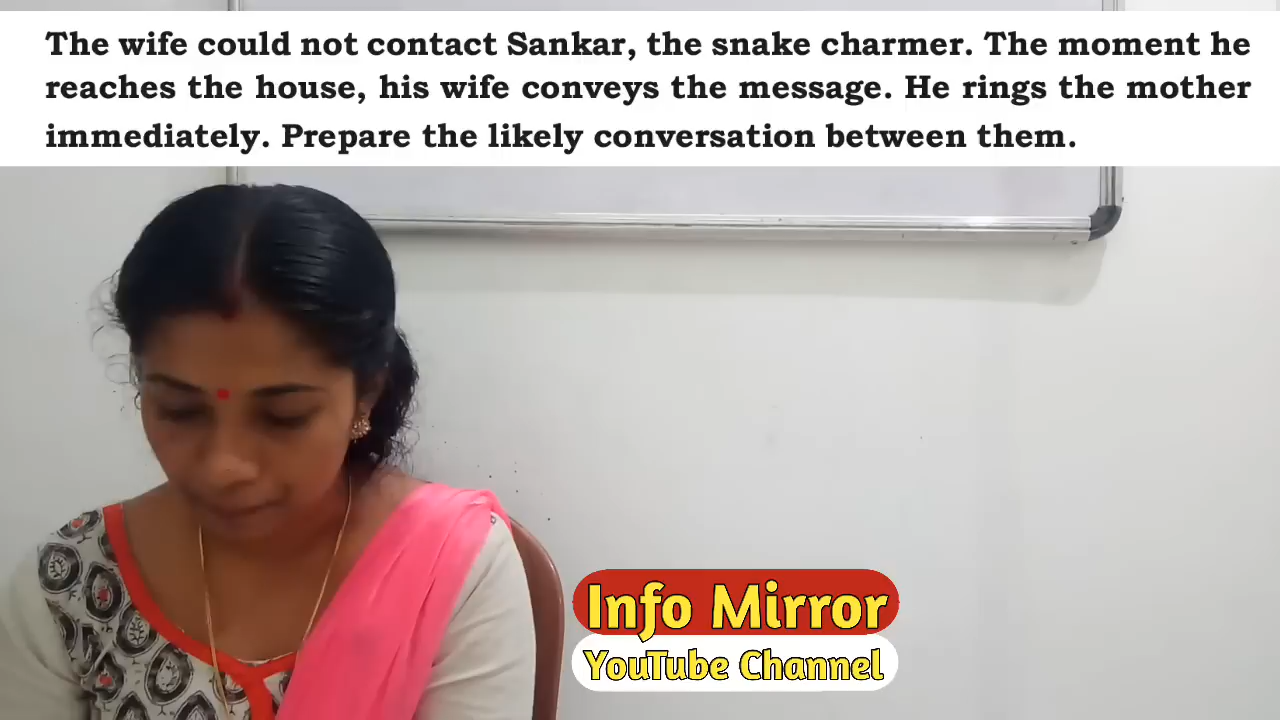 The wife could not contact Sankar, the snake charmer. The moment he
reaches the house, his wife conveys the message. He rings the mother
immediately. Prepare the likely conversation between them.
Info Mirror
YouTube Channel